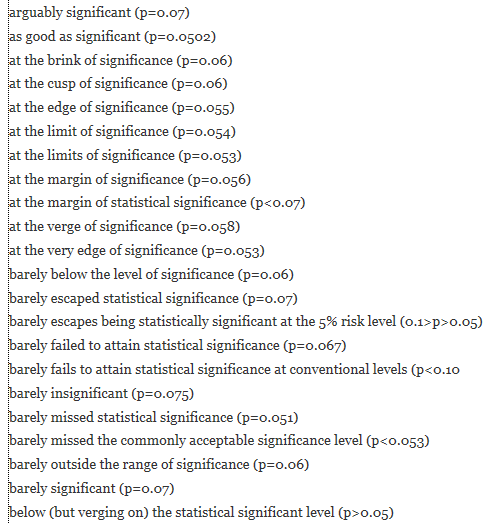 arguably significant (p=0.07)
as good as significant (p=0.0502)
at the brink of significance (p=0.06)
at the cusp of significance (p=0.06)
at the edge of significance (p=0.055)
at the limit of significance (p=0.054)
at the limits of significance (p=0.053)
at the margin of significance (p=0.056)
at the margin of statistical significance (p<0.07)
at the verge of significance (p=0.058)
at the very edge of significance (p=0.053)
barely below the level of significance (p=0.06)
barely escaped statistical significance (p=0.07)
barely escapes being statistically significant at the 5% risk level (0.1>p>0.05)
barely failed to attain statistical significance (p=0.067)
barely fails to attain statistical significance at conventional levels (p<0.10
barely insignificant (p=0.075)
barely missed statistical significance (p=0.051)
barely missed the commonly acceptable significance level (p<0.053)
barely outside the range of significance (p=0.06)
barely significant (p=0.07)
below (but verging on) the statistical significant level (p>0.05)